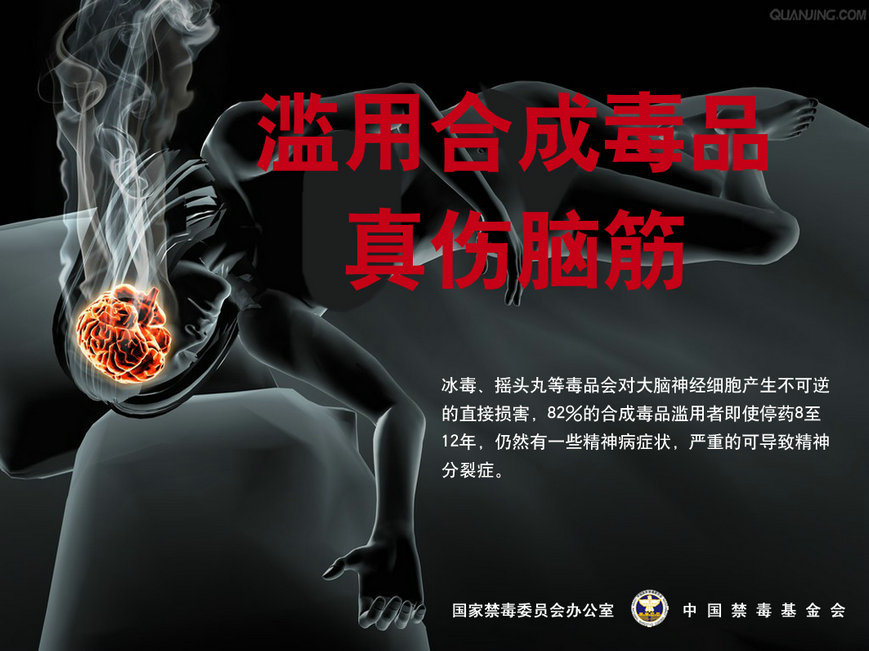 QUANJING.COM
滥用合成毒品
真伤脑筋
冰毒、摇头丸等毒品会对大脑神经细胞产生不可逆
的直接损害，82%的合成毒品滥用者即使停药8至
12年，仍然有一些精神病症状，严重的可导致精神
分裂症。
国家禁毒委员会办公室 中国禁毒基金会